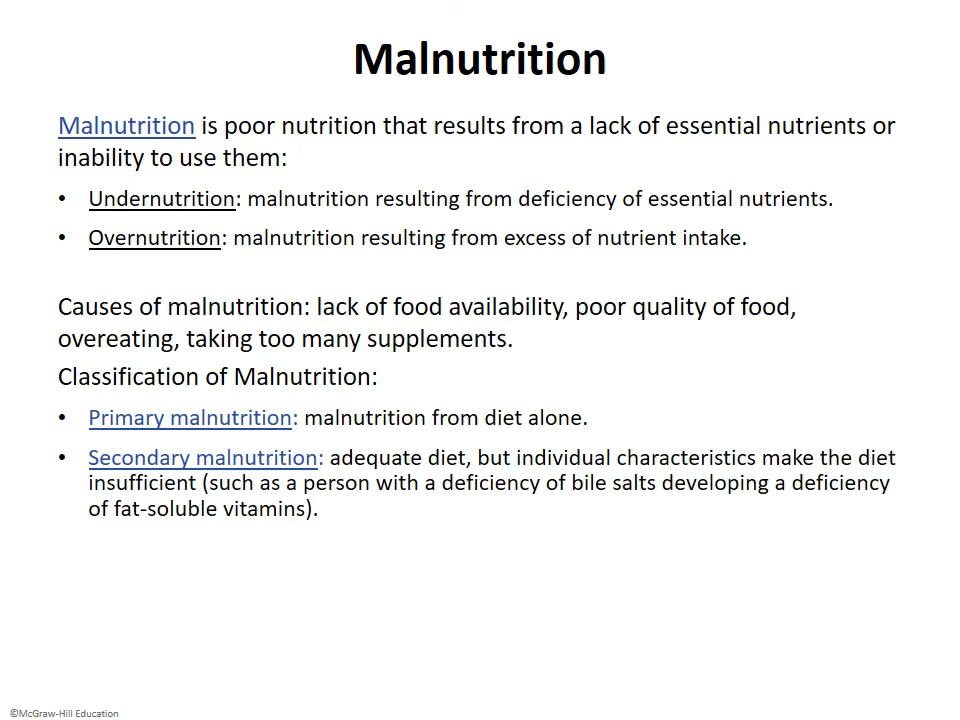 Malnutrition
Malnutrition is poor nutrition that results from a lack of essential nutrients or
inability to use them:
• Undernutrition: malnutrition resulting from deficiency of essential nutrients.
• Overnutrition: malnutrition resulting from excess of nutrient intake.
Causes of malnutrition: lack of food availability, poor quality of food,
overeating, taking too many supplements.
Classification of Malnutrition:
• Primary malnutrition: malnutrition from diet alone.
• Secondary malnutrition: adequate diet, but individual characteristics make the diet
insufficient (such as a person with a deficiency of bile salts developing a deficiency
of fat-soluble vitamins).
©McGraw-Hill Education